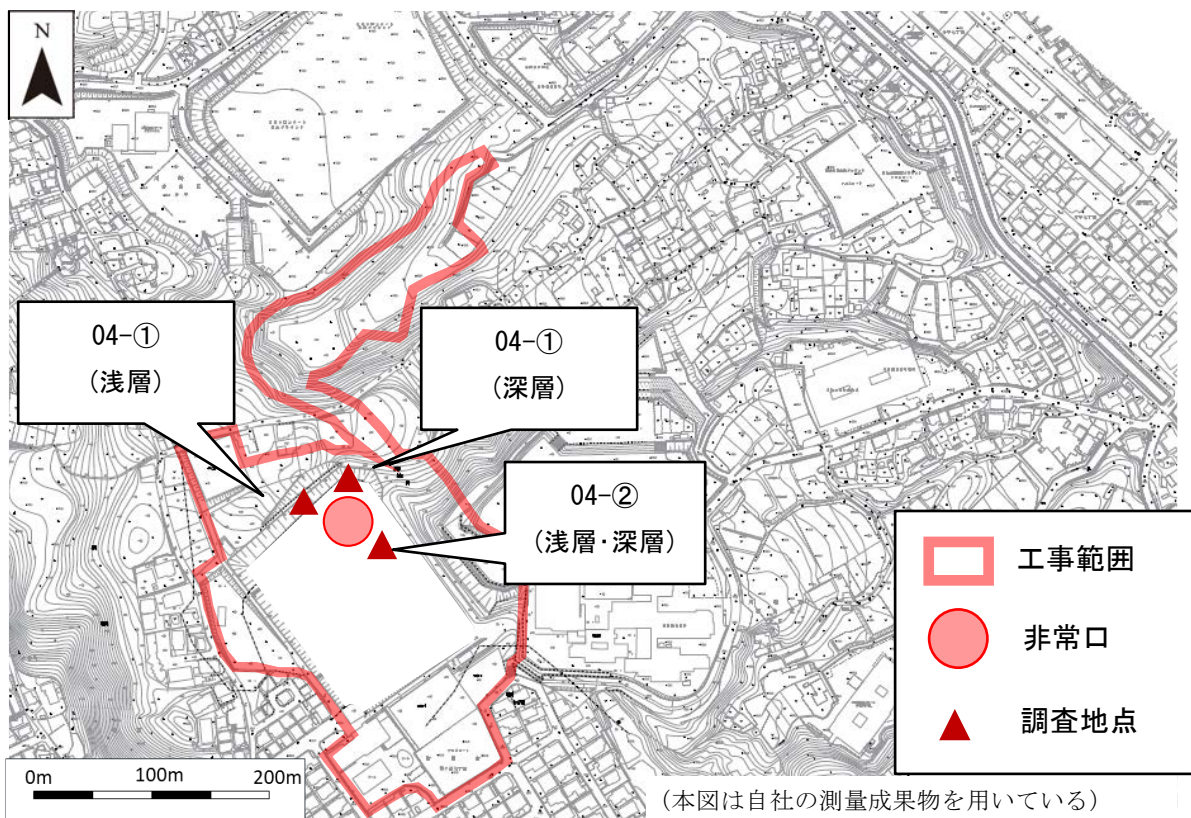 N
04-①
(浅層)
04-①
(深層)
04-②
(浅層・深層)
工事範囲
非常口
調査地点
0m 100m 200m
(本図は自社の測量成果物を用いている)